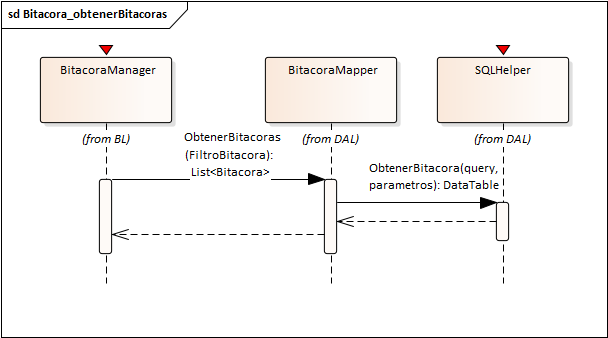 sd Bitacora_obtenerBitacoras
BitacoraManager
BitacoraMapper
SQLHelper
(from BL)
(from DAL)
(from DAL)
ObtenerBitacoras
(FiltroBitacora):
List<Bitacora>
ObtenerBitacora(query,
parametros): DataTable